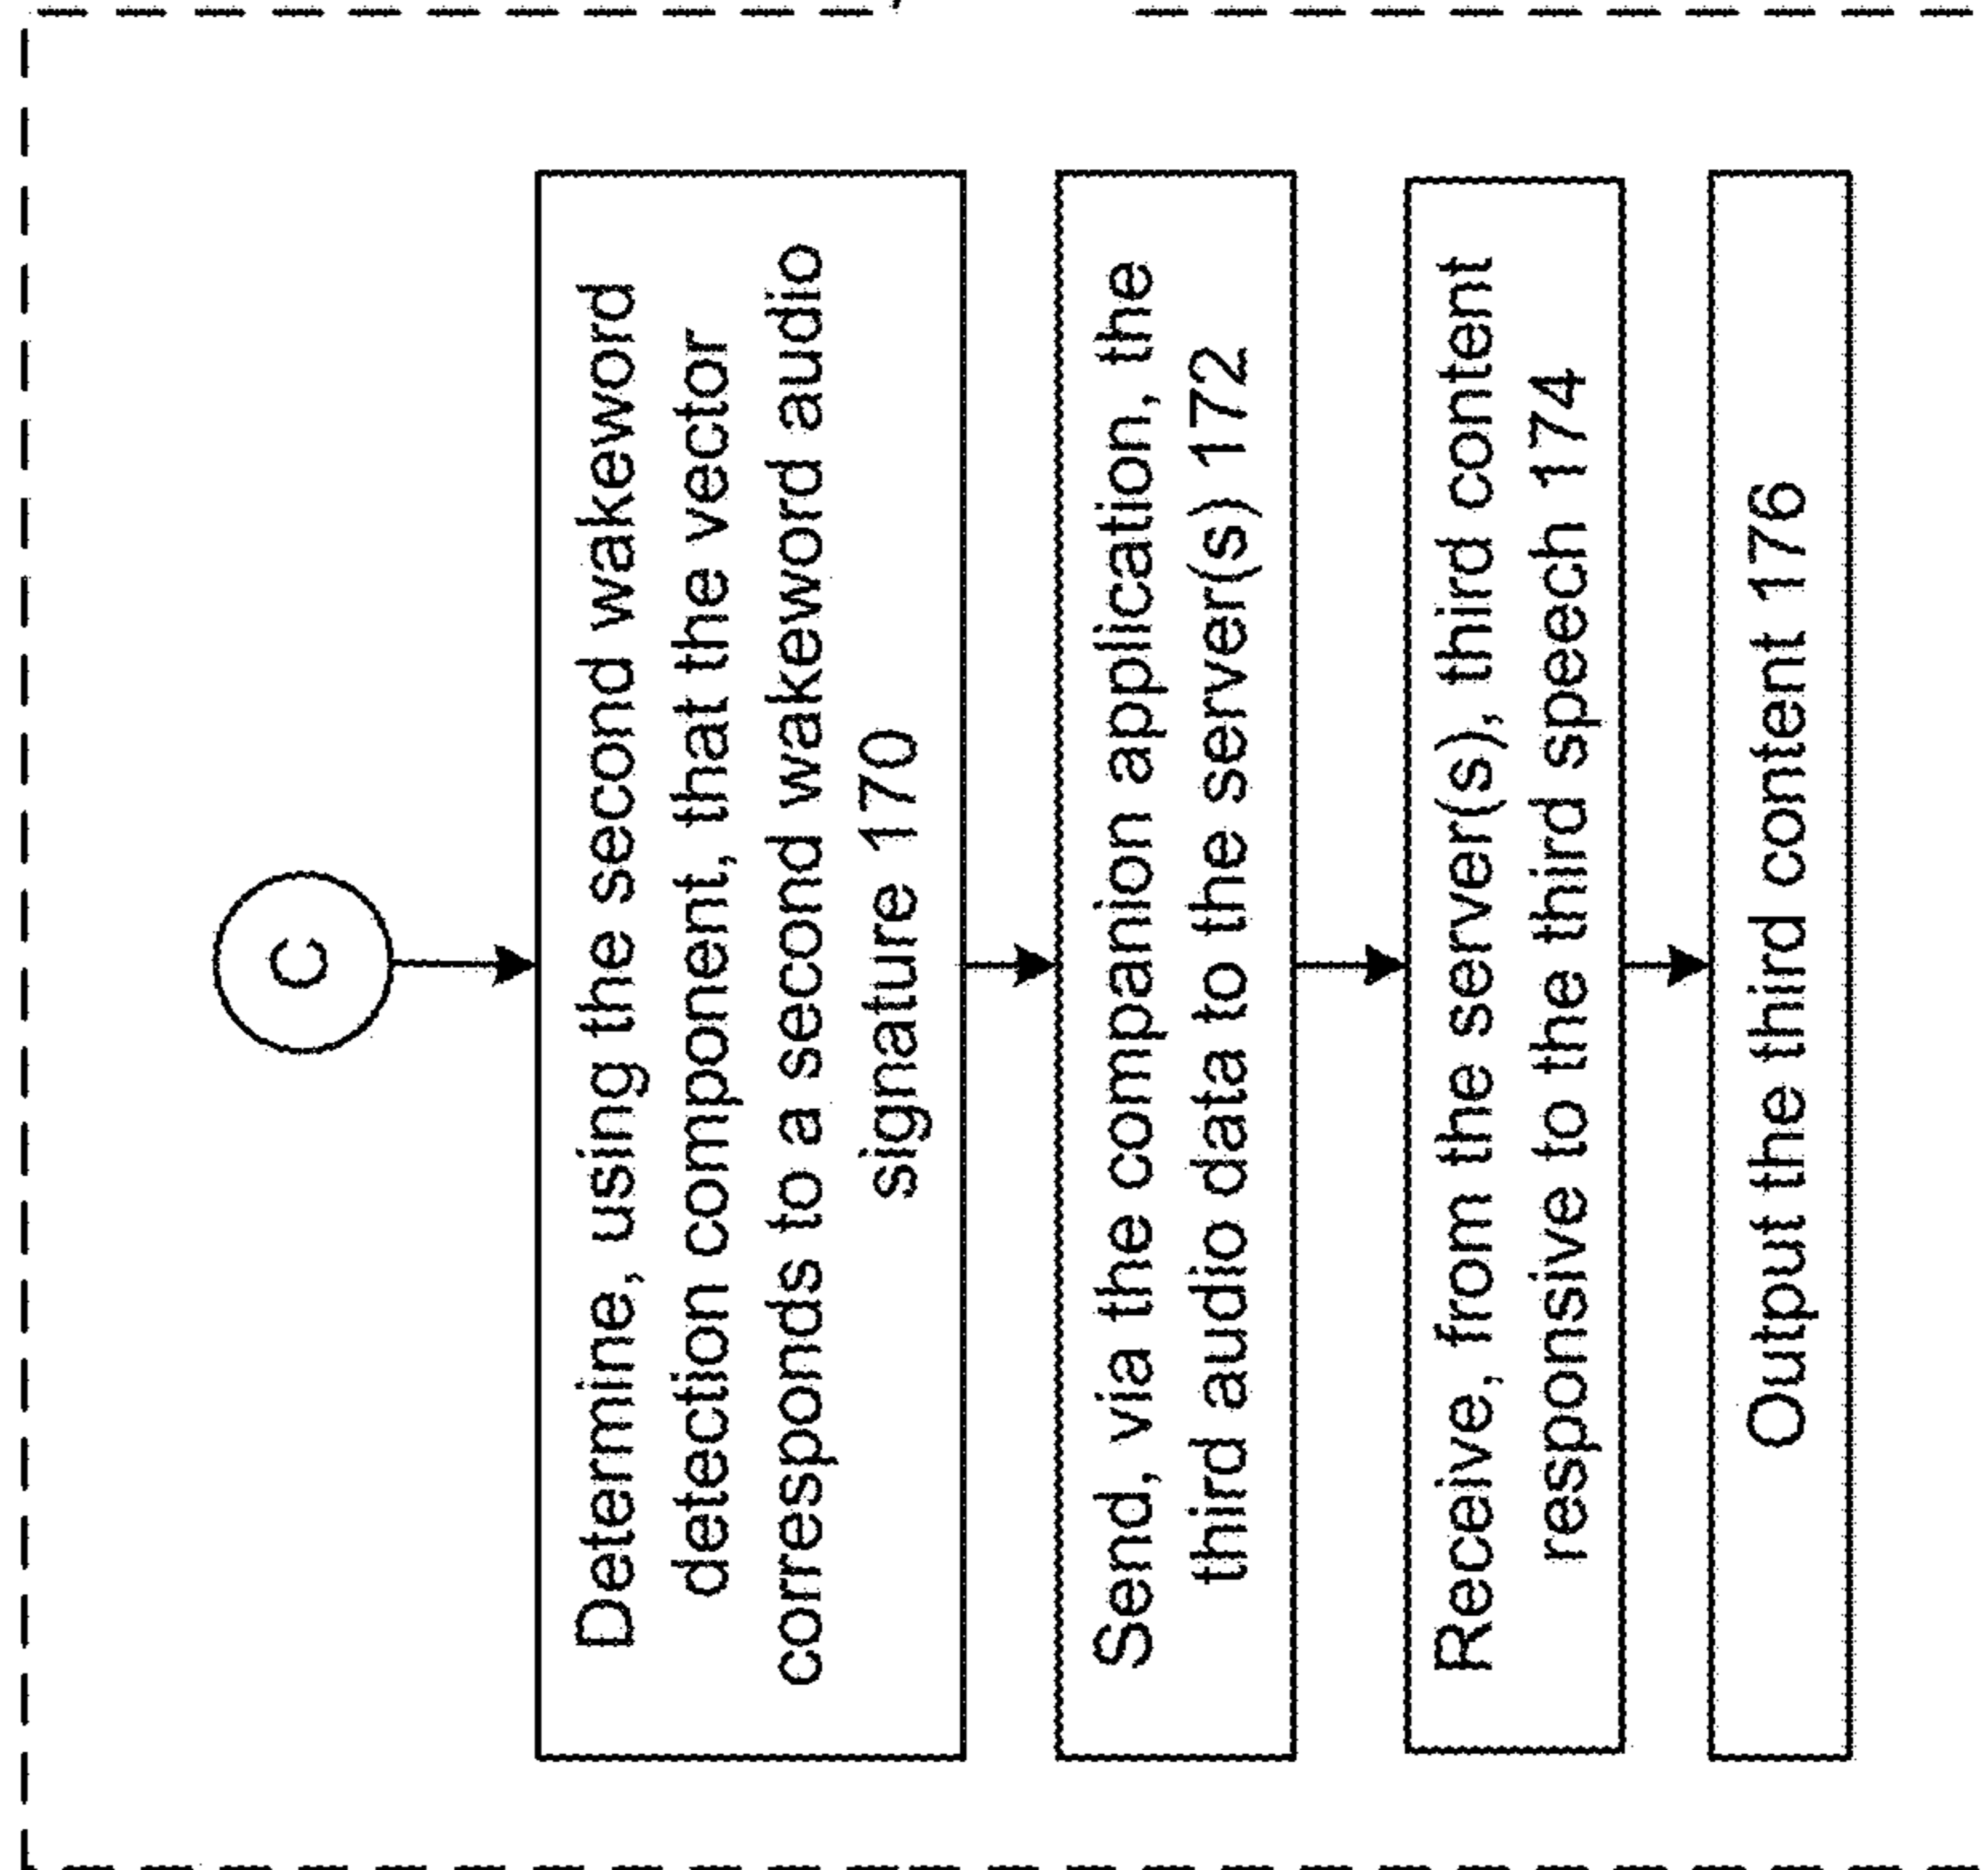 C
Determine, using the second wakeword
detection component, that the vector
corresponds to a second wakeword audio
signature 170
Send, via the companion application, the
third audio data to the server(s) 172
Receive, from the server(s), third content
responsive to the third speech 174
Output the third content 176